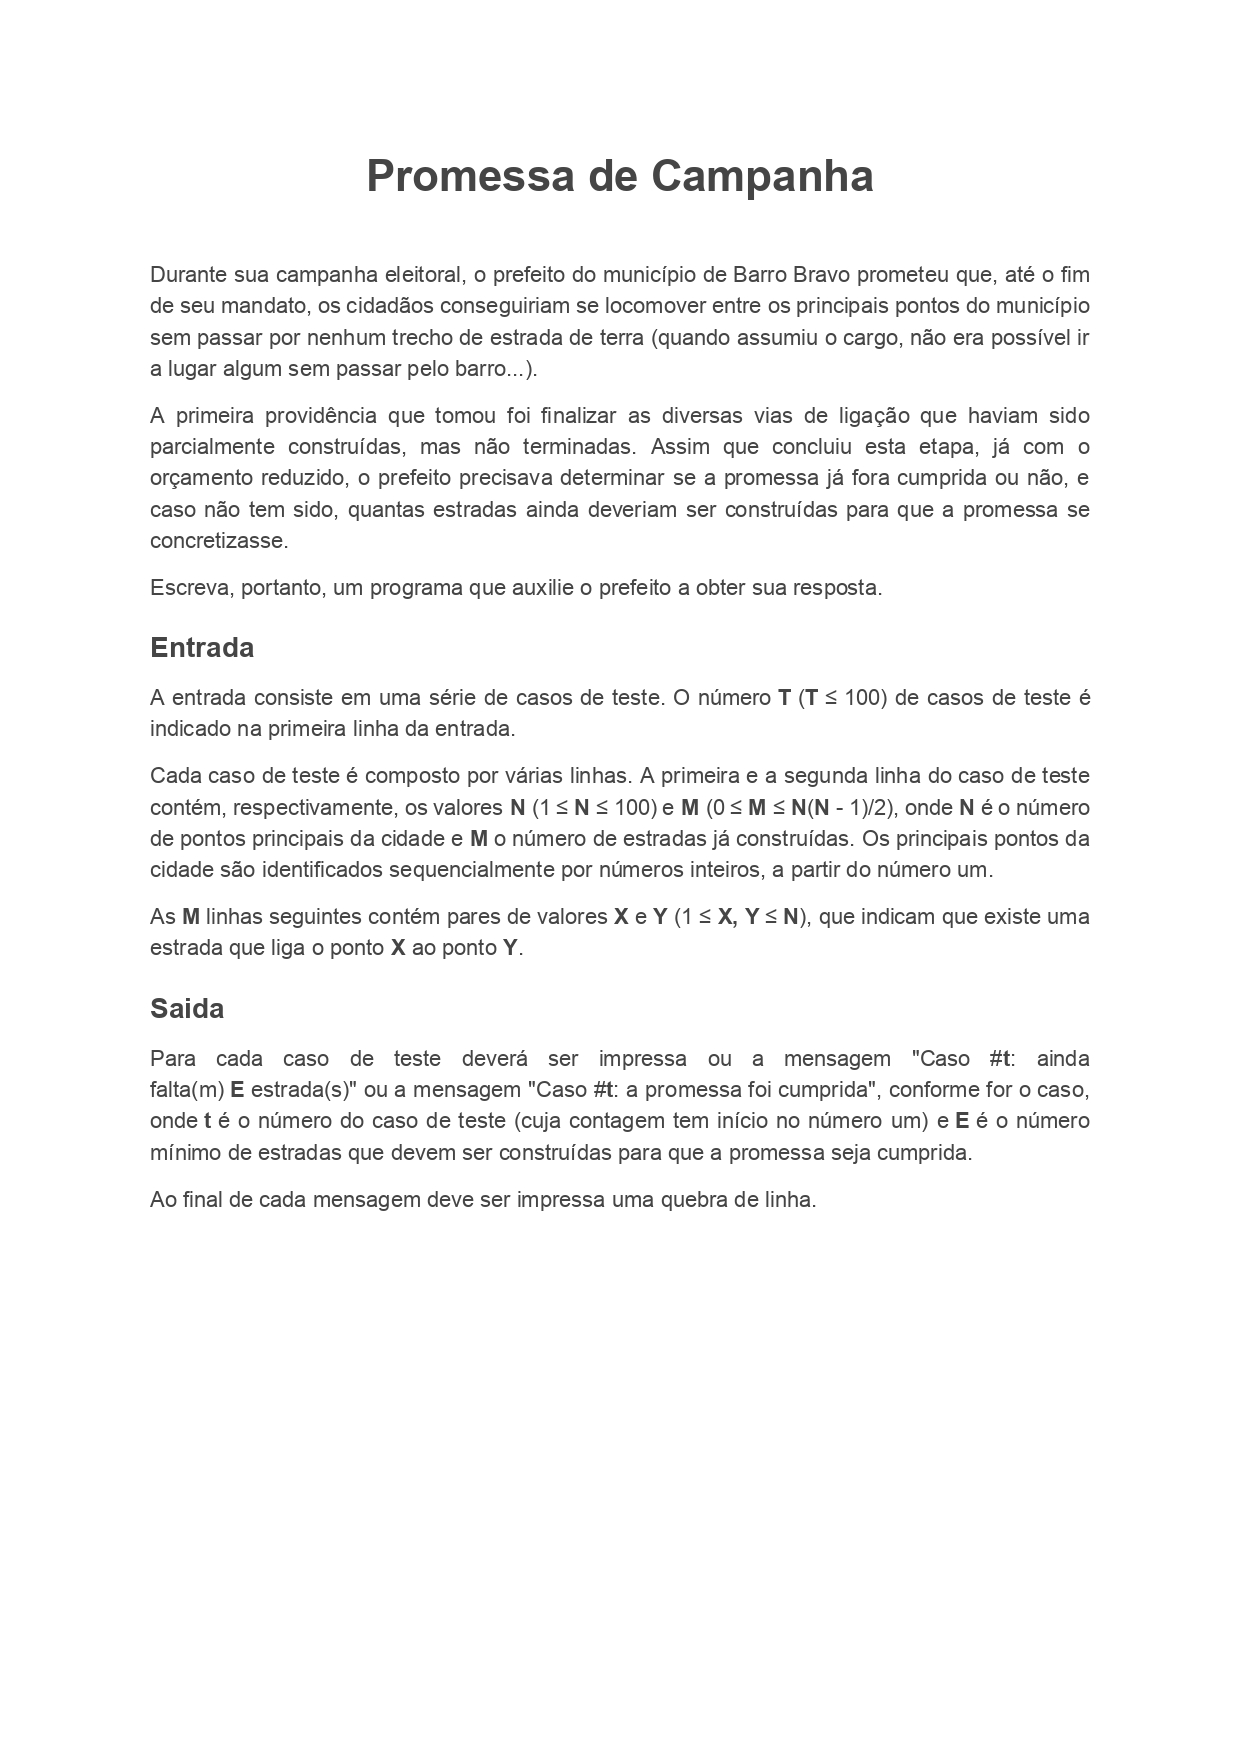 Promessa de Campanha
Durante sua campanha eleitoral, o prefeito do município de Barro Bravo prometeu que, até o fim
de seu mandato, os cidadãos conseguiriam se locomover entre os principais pontos do município
sem passar por nenhum trecho de estrada de terra (quando assumiu o cargo, não era possível ir
a lugar algum sem passar pelo barro...).
A primeira providência que tomou foi finalizar as diversas vias de ligação que haviam sido
parcialmente construídas, mas não terminadas. Assim que concluiu esta etapa, já com o
orçamento reduzido, o prefeito precisava determinar se a promessa já fora cumprida ou não, e
caso não tem sido, quantas estradas ainda deveriam ser construídas para que a promessa se
concretizasse.
Escreva, portanto, um programa que auxilie o prefeito a obter sua resposta.
Entrada
A entrada consiste em uma série de casos de teste. O número T (T ≤ 100) de casos de teste é
indicado na primeira linha da entrada.
Cada caso de teste é composto por várias linhas. A primeira e a segunda linha do caso de teste
contém, respectivamente, os valores N (1 ≤ N ≤ 100) e M (0 ≤ M ≤ N(N - 1)/2), onde N é o número
de pontos principais da cidade e M o número de estradas já construídas. Os principais pontos da
cidade são identificados sequencialmente por números inteiros, a partir do número um.
As M linhas seguintes contém pares de valores X e Y (1 ≤ X, Y ≤ N), que indicam que existe uma
estrada que liga o ponto X ao ponto Y.
Saida
Para cada caso de teste deverá ser impressa ou a mensagem "Caso #t: ainda
falta(m) E estrada(s)" ou a mensagem "Caso #t: a promessa foi cumprida", conforme for o caso,
onde t é o número do caso de teste (cuja contagem tem início no número um) e E é o número
mínimo de estradas que devem ser construídas para que a promessa seja cumprida.
Ao final de cada mensagem deve ser impressa uma quebra de linha.